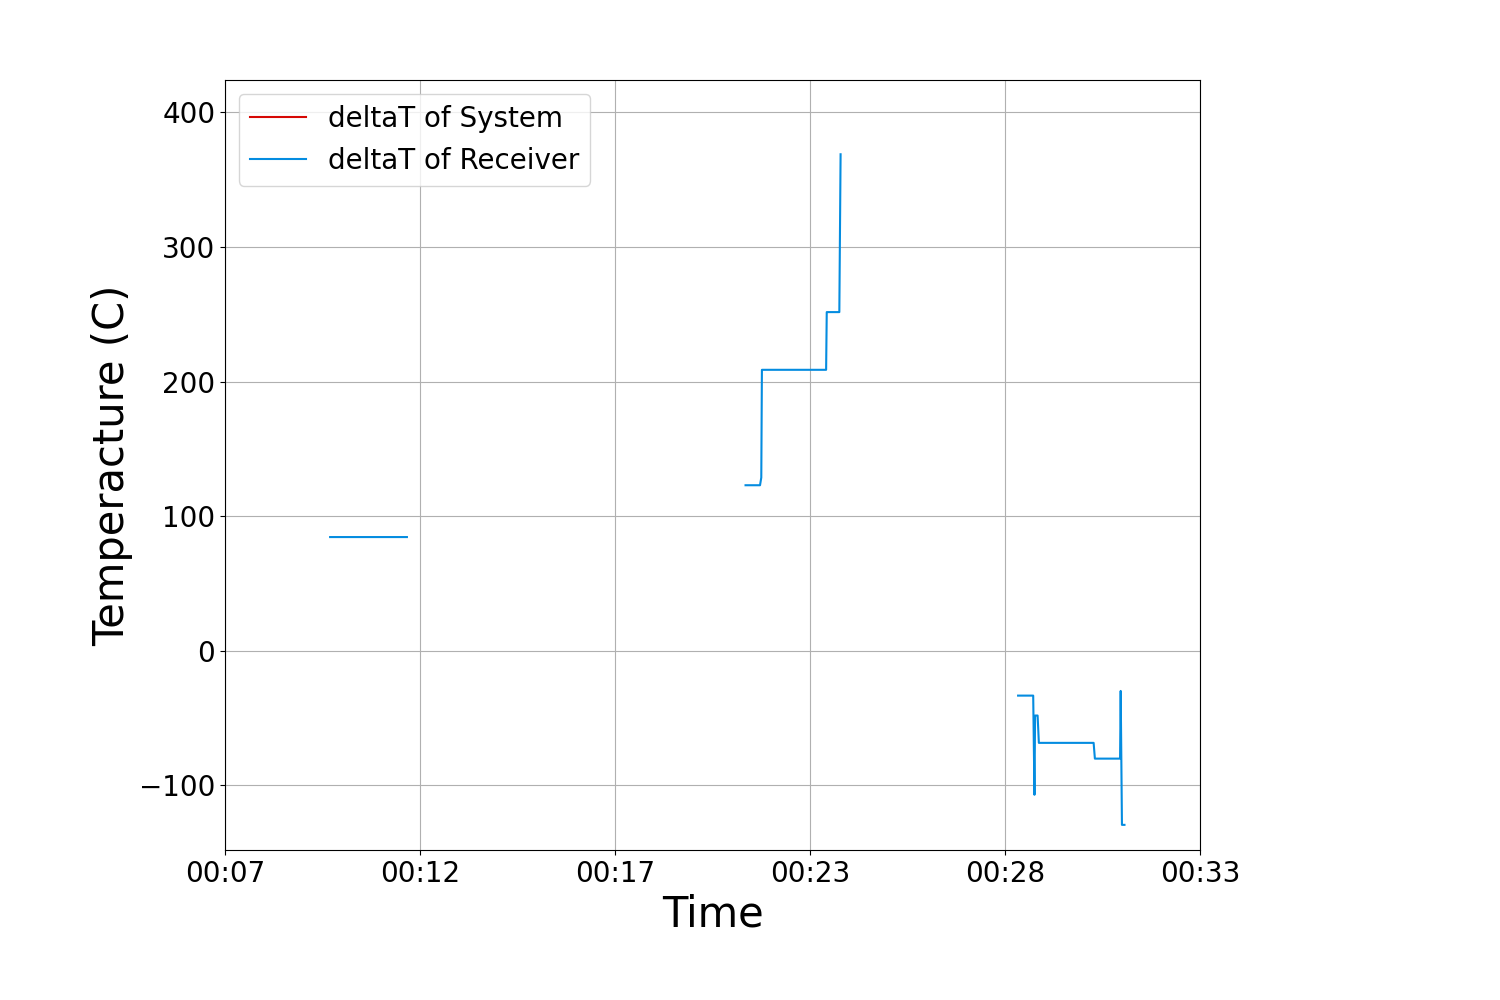 deltaT of System
deltaT of Receiver
400
300
200
100
0
−100
Temperacture (C)
00:07 00:12 00:17 00:23 00:28 00:33
Time